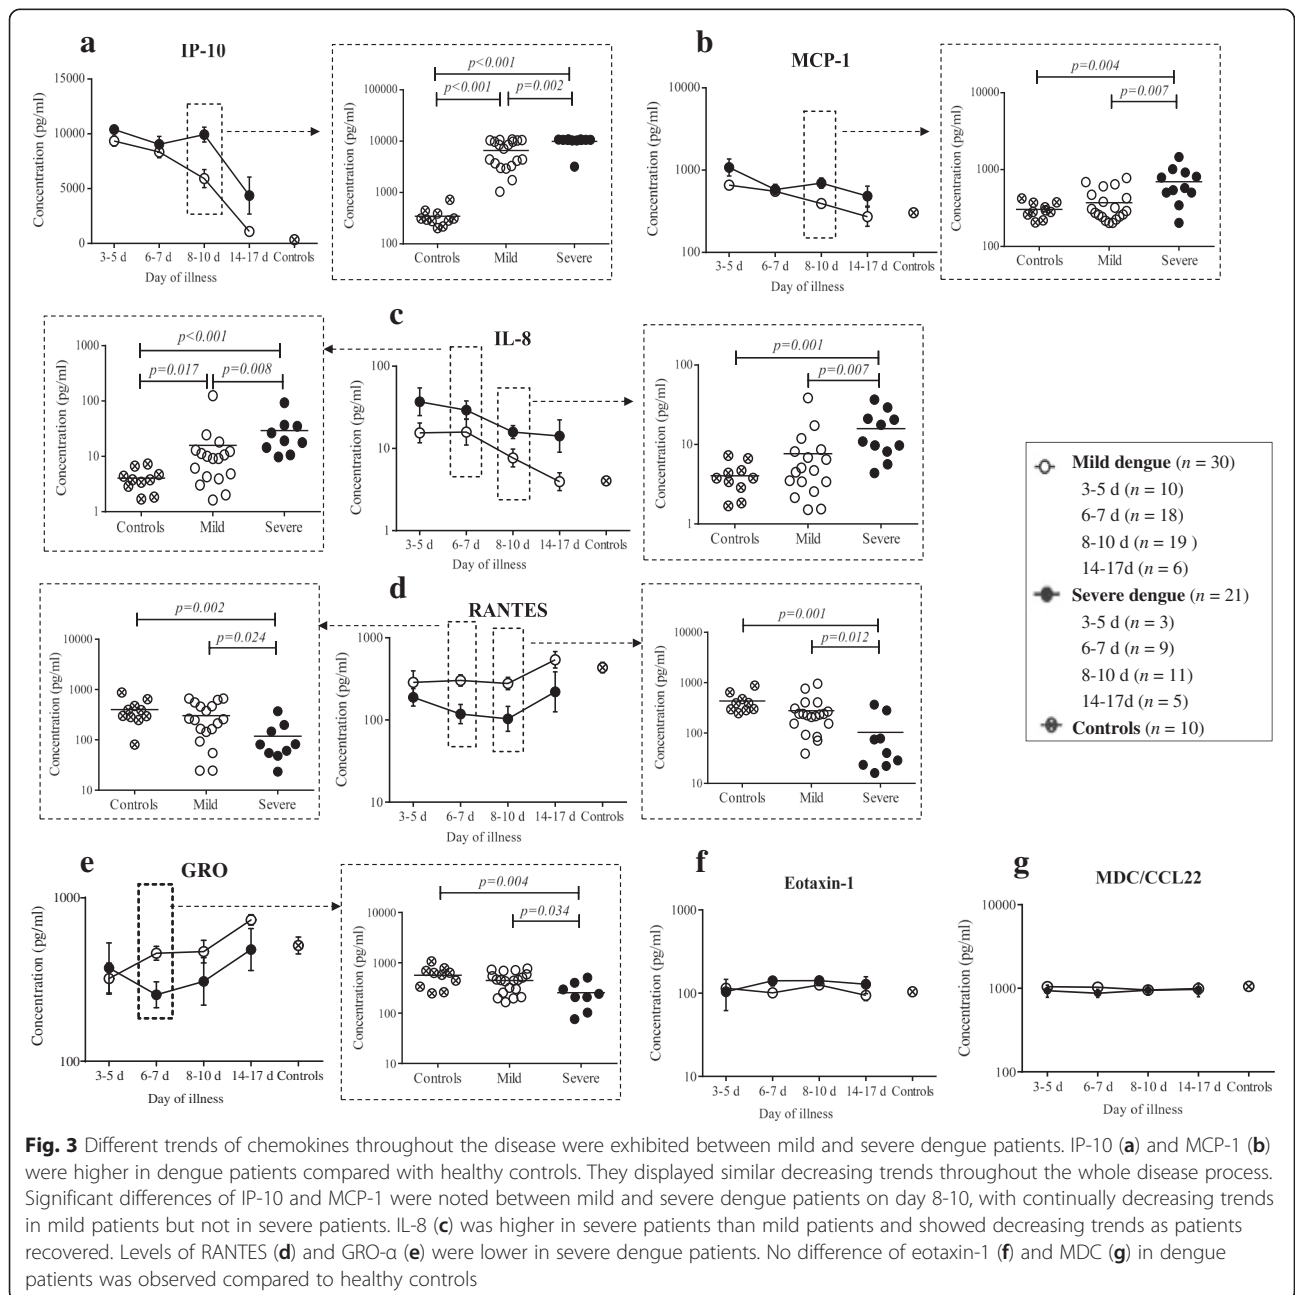 a
IP-10
Concentration (pg/ml)
15000
10000
5000
0
3-5 d 6-7 d 8-10 d 14-17 d Controls
Day of illness
p<0.001
p<0.001 p=0.002
Concentration (pg/ml)
100000
10000
1000
100
Controls Mild Severe
b
MCP-1
Concentration (pg/ml)
10000
1000
100
3-5 d 6-7 d 8-10 d 14-17 d Controls
Day of illness
p=0.004
p=0.007
Concentration (pg/ml)
10000
1000
100
Controls Mild Severe
p<0.001
p=0.017 p=0.008
Concentration (pg/ml)
1000
100
10
1
Controls Mild Severe
c
IL-8
Concentration (pg/ml)
100
10
1
3-5 d 6-7 d 8-10 d 14-17 d Controls
Day of illness
p=0.001
p=0.007
Concentration (pg/ml)
100
10
1
Controls Mild Severe
Mild dengue (n = 30)
3-5 d (n = 10)
6-7 d (n = 18)
8-10 d (n = 19 )
14-17d (n = 6)
Severe dengue (n = 21)
3-5 d (n = 3)
6-7 d (n = 9)
8-10 d (n = 11)
14-17d (n = 5)
Controls (n = 10)
p=0.002
p=0.024
Concentration (pg/ml)
10000
1000
100
10
Controls Mild Severe
d
RANTES
Concentration (pg/ml)
1000
100
10
3-5 d 6-7 d 8-10 d 14-17 d Controls
Day of illness
p=0.001
p=0.012
Concentration (pg/ml)
10000
1000
100
10
Controls Mild Severe
e
GRO
Concentration (pg/ml)
1000
100
3-5 d 6-7 d 8-10 d 14-17 d Controls
Day of illness
p=0.004
p=0.034
Concentration (pg/ml)
10000
1000
100
10
Controls Mild Severe
f
Eotaxin-1
Concentration (pg/ml)
1000
100
10
3-5 d 6-7 d 8-10 d 14-17 d Controls
Day of illness
g
MDC/CCL22
Concentration (pg/ml)
10000
1000
100
3-5 d 6-7 d 8-10 d 14-17 d Controls
Day of illness
Fig. 3 Different trends of chemokines throughout the disease were exhibited between mild and severe dengue patients. IP-10 (a) and MCP-1 (b)
were higher in dengue patients compared with healthy controls. They displayed similar decreasing trends throughout the whole disease process.
Significant differences of IP-10 and MCP-1 were noted between mild and severe dengue patients on day 8-10, with continually decreasing trends
in mild patients but not in severe patients. IL-8 (c) was higher in severe patients than mild patients and showed decreasing trends as patients
recovered. Levels of RANTES (d) and GRO-α (e) were lower in severe dengue patients. No difference of eotaxin-1 (f) and MDC (g) in dengue
patients was observed compared to healthy controls